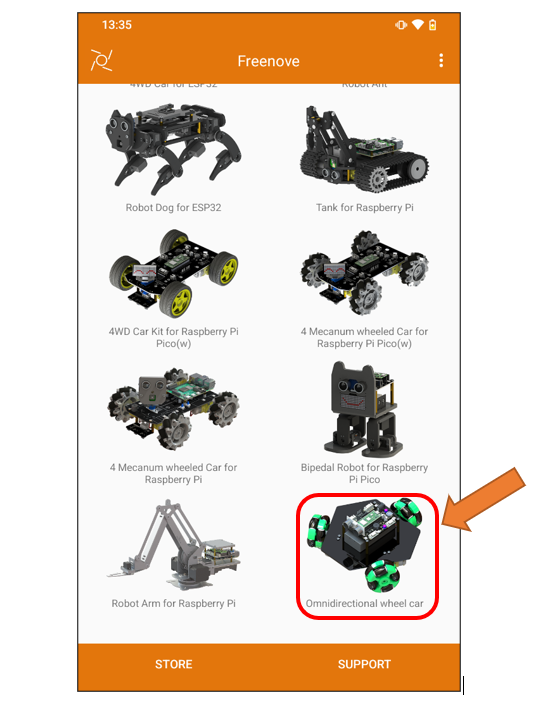 13:35
Freenove
4WD Car for ESP32
Robot Ant
Robot Dog for ESP32
Tank for Raspberry Pi
4WD Car Kit for Raspberry Pi
Pico(w)
4 Mecanum wheeled Car for
Raspberry Pi Pico(w)
4 Mecanum wheeled Car for
Raspberry Pi
Bipedal Robot for Raspberry
Pi Pico
Robot Arm for Raspberry Pi
Omnidirectional wheel car
STORE
SUPPORT